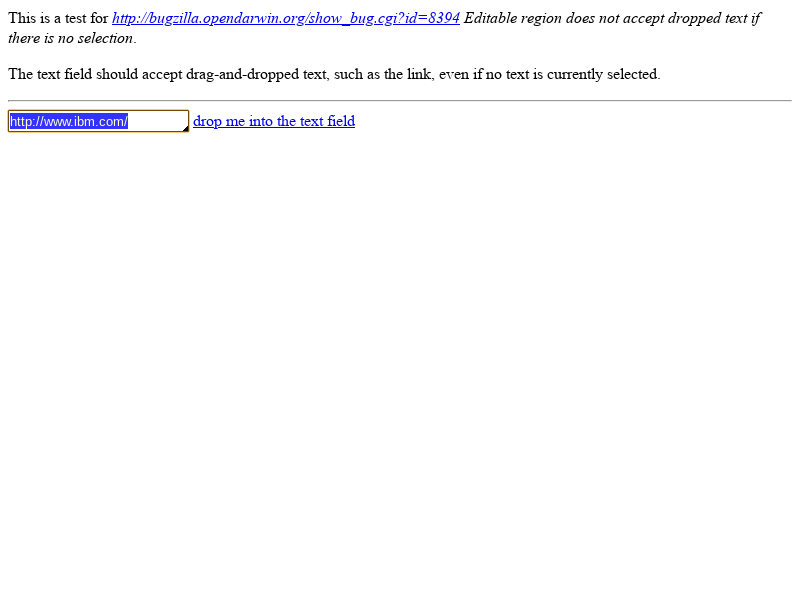 This is a test for http://bugzilla.opendarwin.org/show_bug.cgi?id=8394 Editable region does not accept dropped text if
there is no selection.
The text field should accept drag-and-dropped text, such as the link, even if no text is currently selected.
http://www.ibm.com/ drop me into the text field